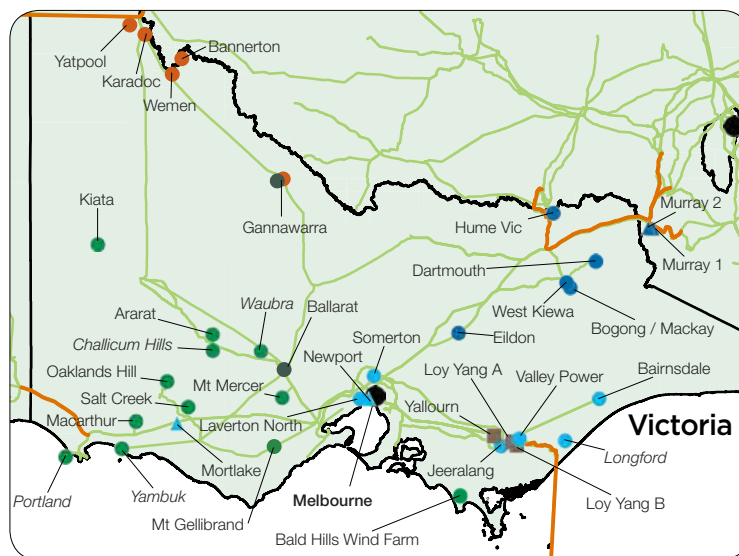 Bannerton
Yatpool
Karadoc
Wemen
Kiata
Gannawarra
Hume Vic
Murray 2
Murray 1
Dartmouth
West Kiewa
Bogong / Mackay
Eildon
Ararat
Waubra
Ballarat
Challicum Hills
Somerton
Newport
Oaklands Hill
Mt Mercer
Loy Yang A
Valley Power
Bairnsdale
Salt Creek
Macarthur
Laverton North
Yallourn
Victoria
Mortlake
Jeeralang
Longford
Portland
Yambuk
Melbourne
Loy Yang B
Mt Gellibrand
Bald Hills Wind Farm